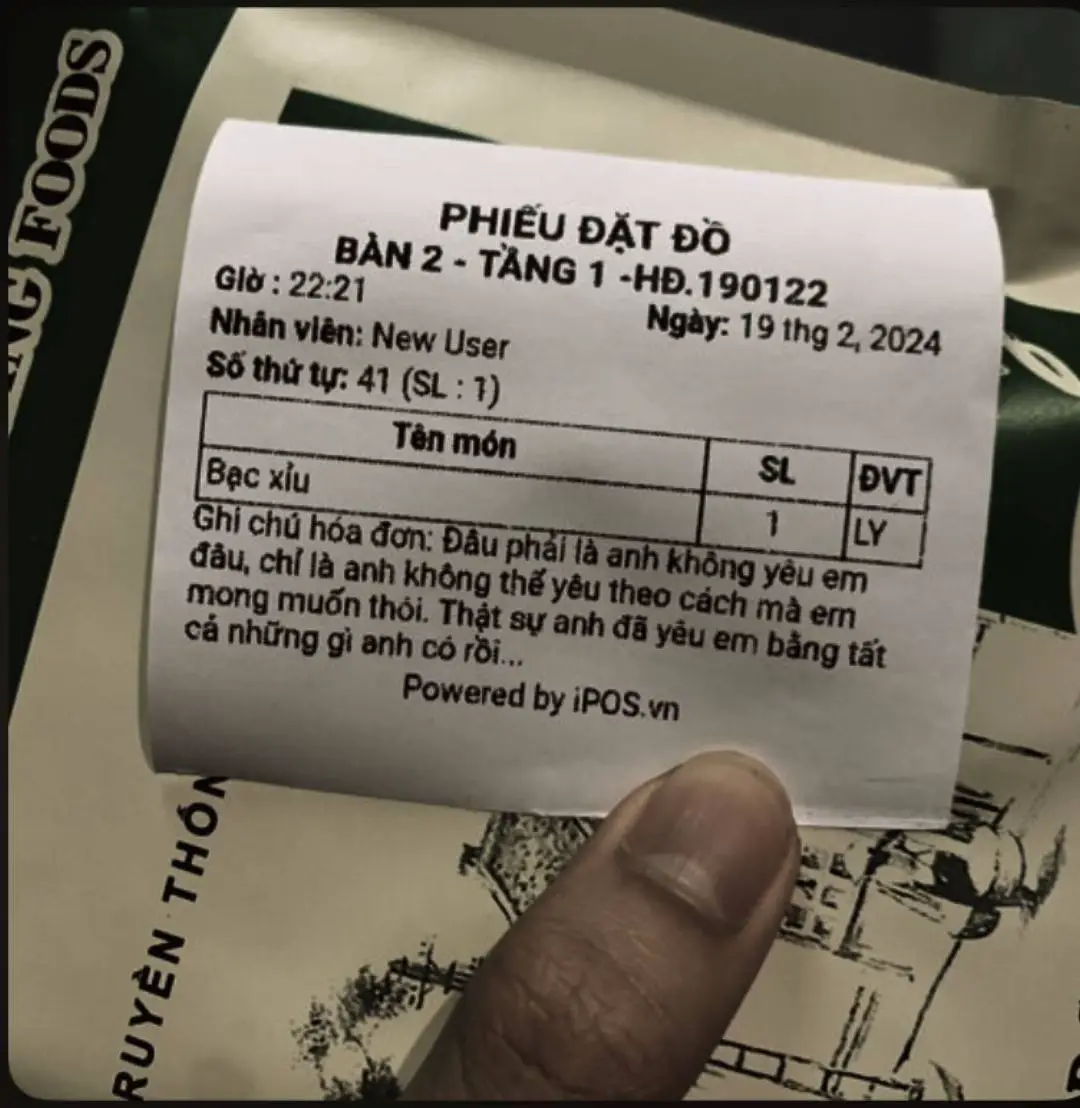 NG FOODS
PHIẾU ĐẶT ĐỒ
BÀN 2 - TẦNG 1 -HĐ.190122
Giờ : 22:21
Ngày: 19 thg 2, 2024
Nhân viên: New User
Số thứ tự: 41 (SL : 1)
Tên món SL ĐVT
Bạc xỉu 1 LY
Ghi chú hóa đơn: Đâu phải là anh không yêu em
đâu, chỉ là anh không thể yêu theo cách mà em
mong muốn thôi. Thật sự anh đã yêu em bằng tất
cả những gì anh có rồi...
Powered by iPOS.vn
RUYỀN THỐN